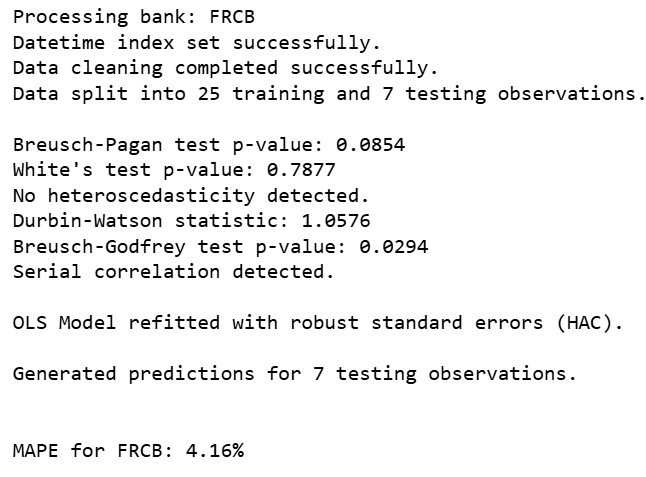 Processing bank: FRCB
Datetime index set successfully.
Data cleaning completed successfully.
Data split into 25 training and 7 testing observations.
Breusch-Pagan test p-value: 0.0854
White's test p-value: 0.7877
No heteroscedasticity detected.
Durbin-Watson statistic: 1.0576
Breusch-Godfrey test p-value: 0.0294
Serial correlation detected.
OLS Model refitted with robust standard errors (HAC).
Generated predictions for 7 testing observations.
MAPE for FRCB: 4.16%